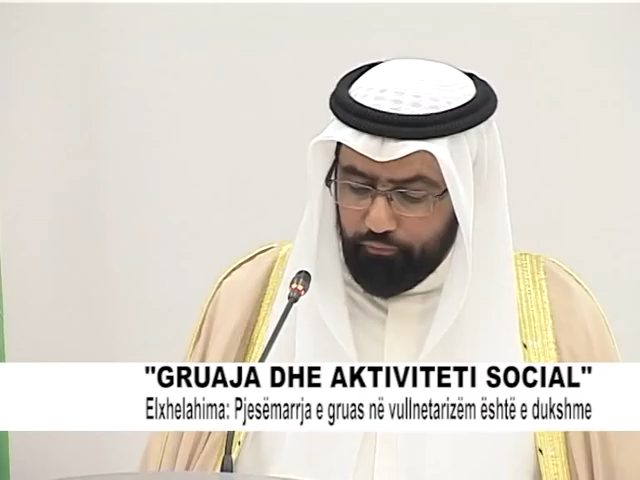 "GRUAJA DHE AKTIVITETI SOCIAL"
Elxhelahima: Pjesëmarrja e gruas në vullnetarizëm është e dukshme